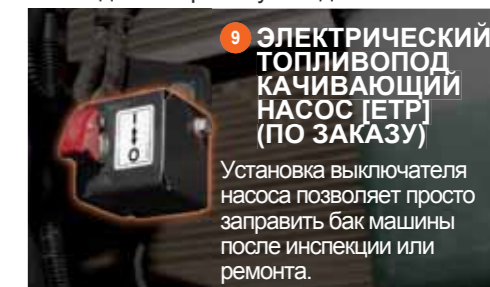 9 ЭЛЕКТРИЧЕСКИЙ
ТОПЛИВОПОД
КАЧИВАЮЩИЙ
НАСОС [ETP]
(ПО ЗАКАЗУ)
Установка выключателя
насоса позволяет просто
заправить бак машины
после инспекции или
ремонта.
I
O